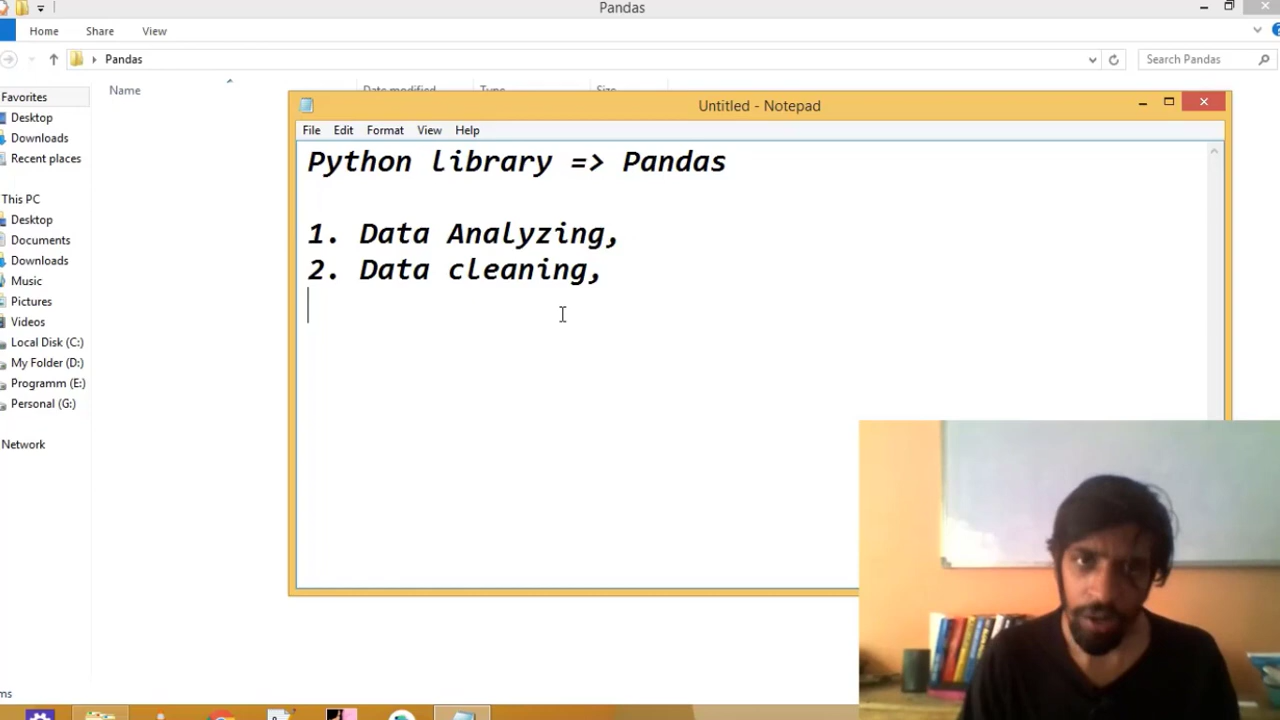 Pandas
Home Share View
Pandas
Search Pandas
Name Date modified Type Size
Favorites
Desktop
Downloads
Recent places
This PC
Desktop
Documents
Downloads
Music
Pictures
Videos
Local Disk (C:)
My Folder (D:)
Programm (E:)
Personal (G:)
Network
Untitled - Notepad
File Edit Format View Help
Python library => Pandas
1. Data Analyzing,
2. Data cleaning,